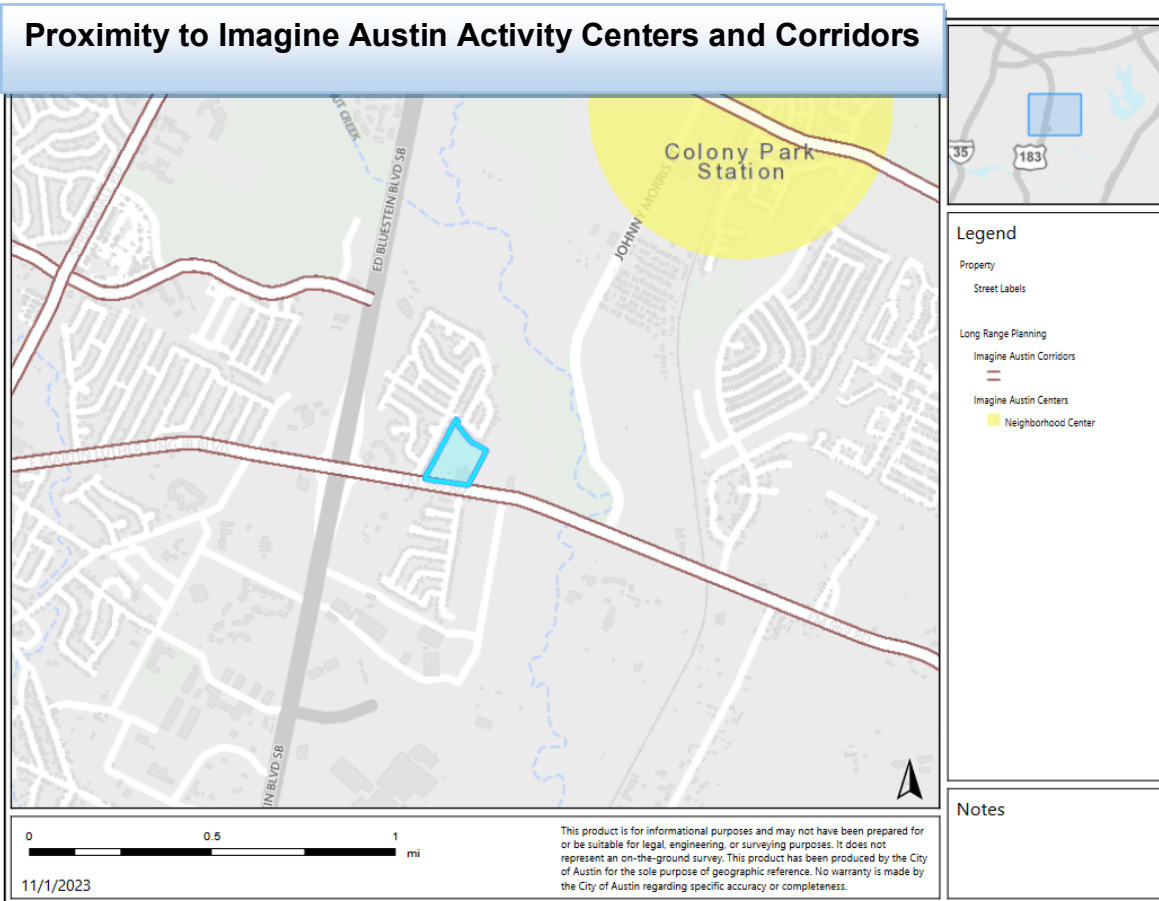 Proximity to Imagine Austin Activity Centers and Corridors
ED BLUESTEIN BLVD SB
Colony Park
Station
JOHNNY MORRIS
35
183
Legend
Property
Street Labels
Long Range Planning
Imagine Austin Corridors
Imagine Austin Centers
Neighborhood Center
IN BLVD SB
UT CREEK
0 0.5 1
mi
11/1/2023
This product is for informational purposes and may not have been prepared for
or be suitable for legal, engineering, or surveying purposes. It does not
represent an on-the-ground survey. This product has been produced by the City
of Austin for the sole purpose of geographic reference. No warranty is made by
the City of Austin regarding specific accuracy or completeness.
Notes